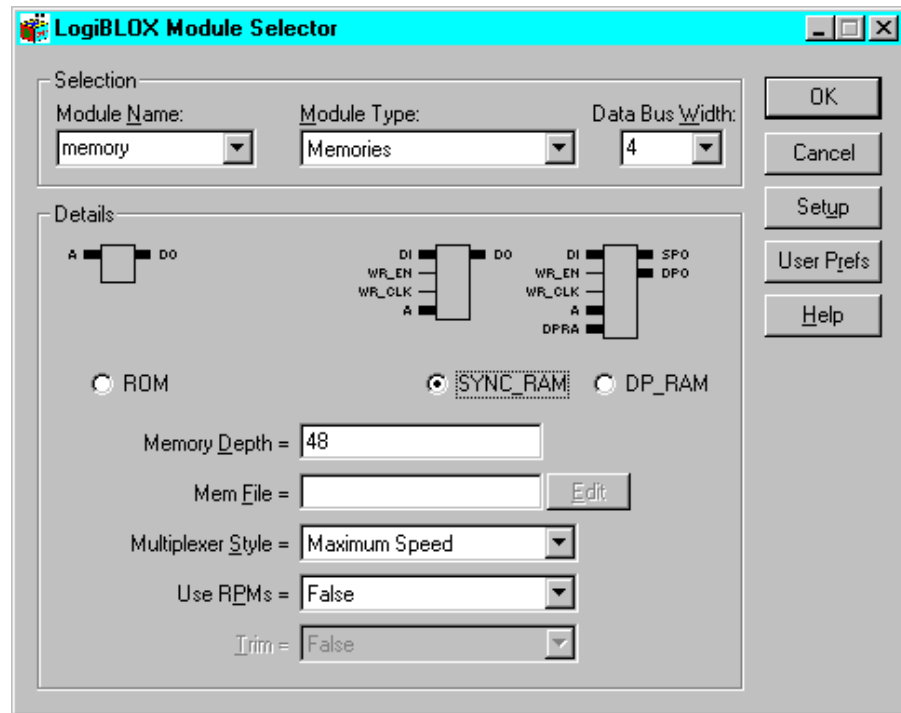 LogiBLOX Module Selector
Selection
Module Name: Module Type: Data Bus Width:
memory Memories 4
OK
Cancel
Setup
User Prefs
Help
Details
A DO
DI DO
WR_EN
WR_CLK
A
DI SPO
WR_EN DPO
WR_CLK
A
DPRA
ROM SYNC_RAM DP_RAM
Memory Depth = 48
Mem File = Edit
Multiplexer Style = Maximum Speed
Use RPMs = False
Trim = False